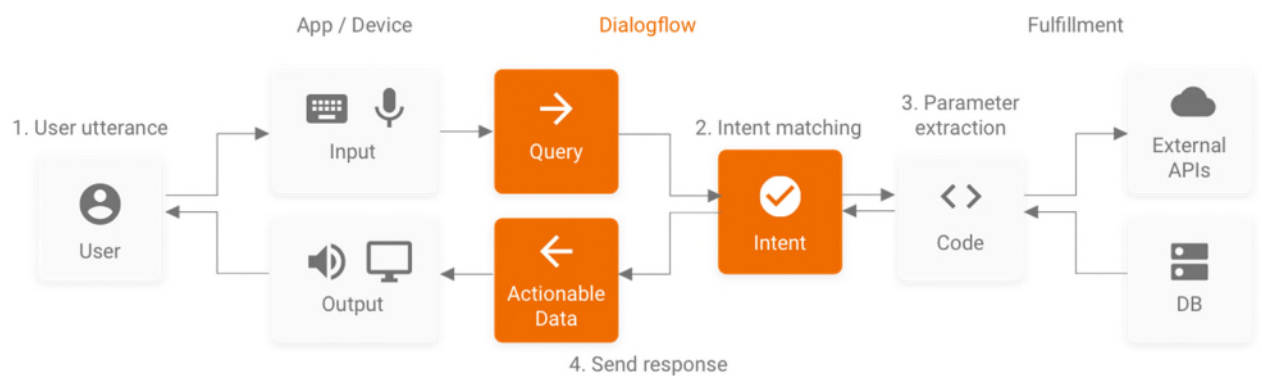 App / Device
Dialogflow
Fulfillment
1. User utterance
User
Input
Output
Query
Actionable
Data
2. Intent matching
Intent
3. Parameter
extraction
Code
External
APIs
DB
4. Send response